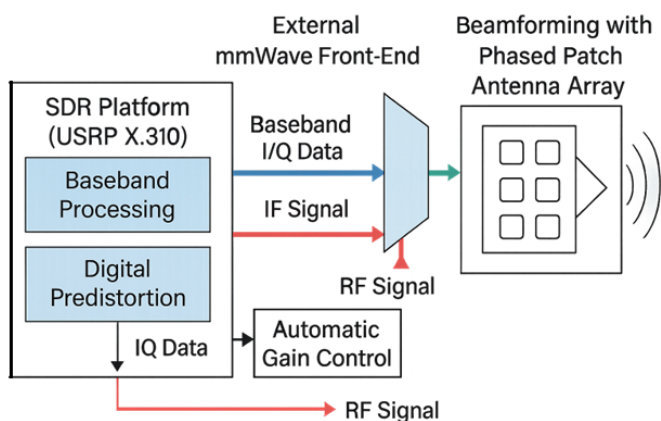 External
mmWave Front-End
Beamforming with
Phased Patch
Antenna Array
SDR Platform
(USRP X.310)
Baseband
Processing
Digital
Predistortion
IQ Data
Baseband
I/Q Data
IF Signal
RF Signal
Automatic
Gain Control
RF Signal